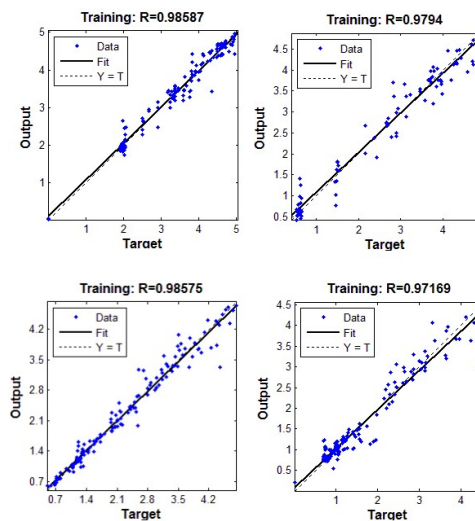 Training: R=0.98587
Data
Fit
Y = T
Output
5
4
3
2
1
1
2
3
4
5
Target
Training: R=0.9794
Data
Fit
Y = T
Output
4.5
4
3.5
3
2.5
2
1.5
1
0.5
1
2
3
4
Target
Training: R=0.98575
Data
Fit
Y = T
Output
4.2
3.5
2.8
2.1
1.4
0.7
0.7
1.4
2.1
2.8
3.5
4.2
Target
Training: R=0.97169
Data
Fit
Y = T
Output
4.5
4
3.5
3
2.5
2
1.5
1
0.5
1
2
3
4
Target